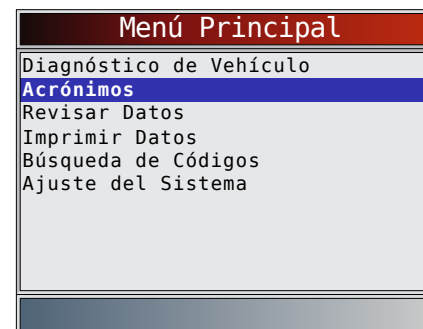 Menú Principal
Diagnóstico de Vehículo
Acrónimos
Revisar Datos
Imprimir Datos
Búsqueda de Códigos
Ajuste del Sistema